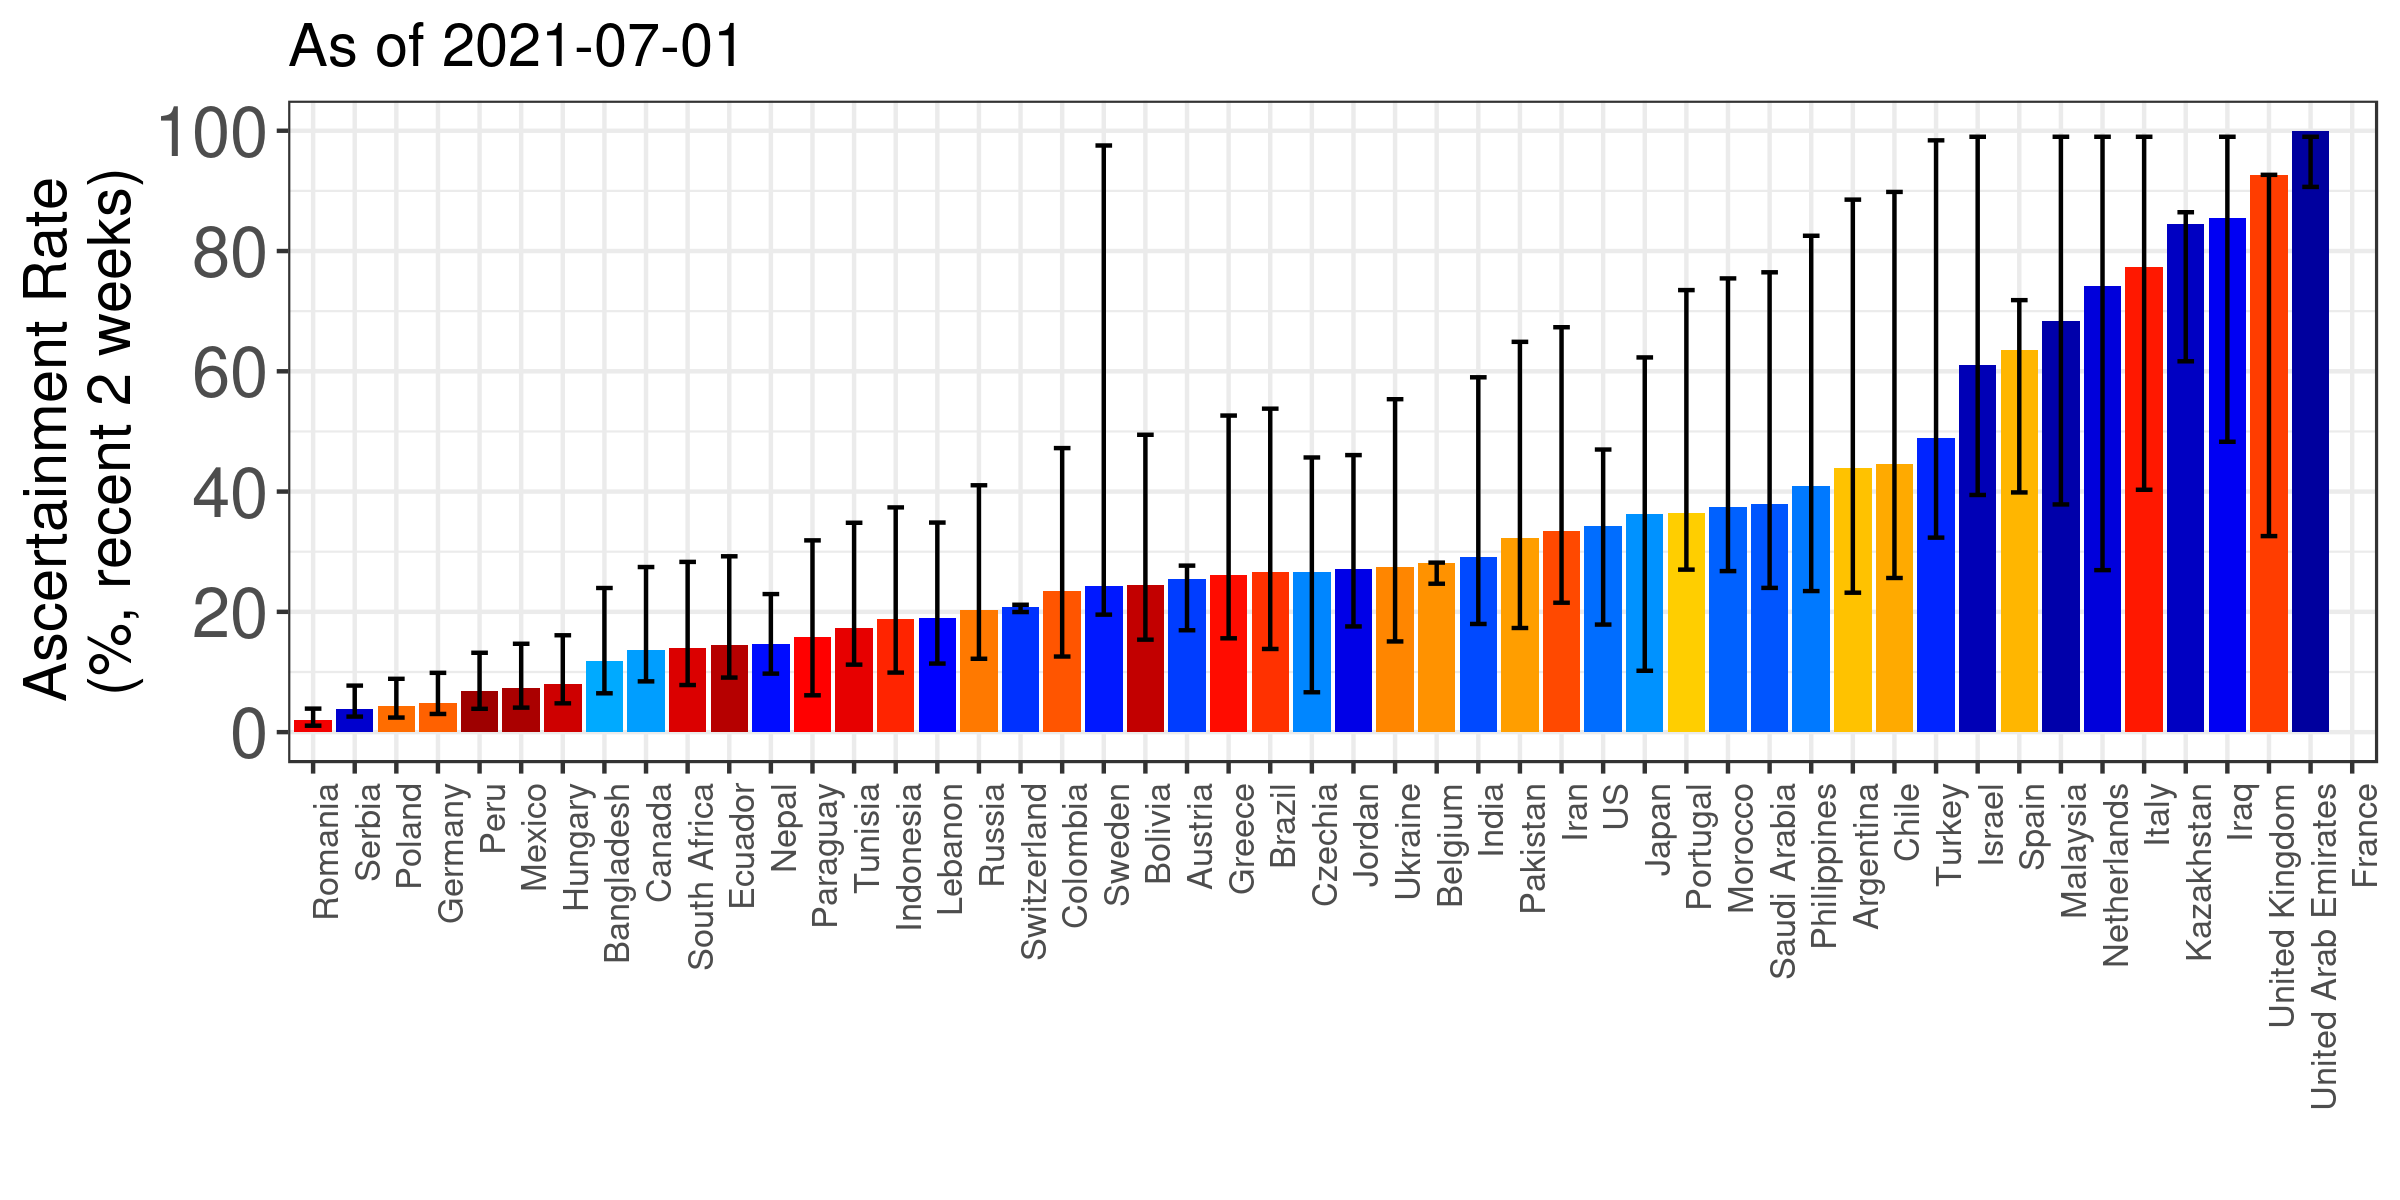 As of 2021-07-01
Ascertainment Rate
(%, recent 2 weeks)
100
80
60
40
20
0
Romania
Serbia
Poland
Germany
Peru
Mexico
Hungary
Bangladesh
Canada
South Africa
Ecuador
Nepal
Paraguay
Tunisia
Indonesia
Lebanon
Russia
Switzerland
Colombia
Sweden
Bolivia
Austria
Greece
Brazil
Czechia
Jordan
Ukraine
Belgium
India
Pakistan
Iran
US
Japan
Portugal
Morocco
Saudi Arabia
Philippines
Argentina
Chile
Turkey
Israel
Spain
Malaysia
Netherlands
Italy
Kazakhstan
Iraq
United Kingdom
United Arab Emirates
France